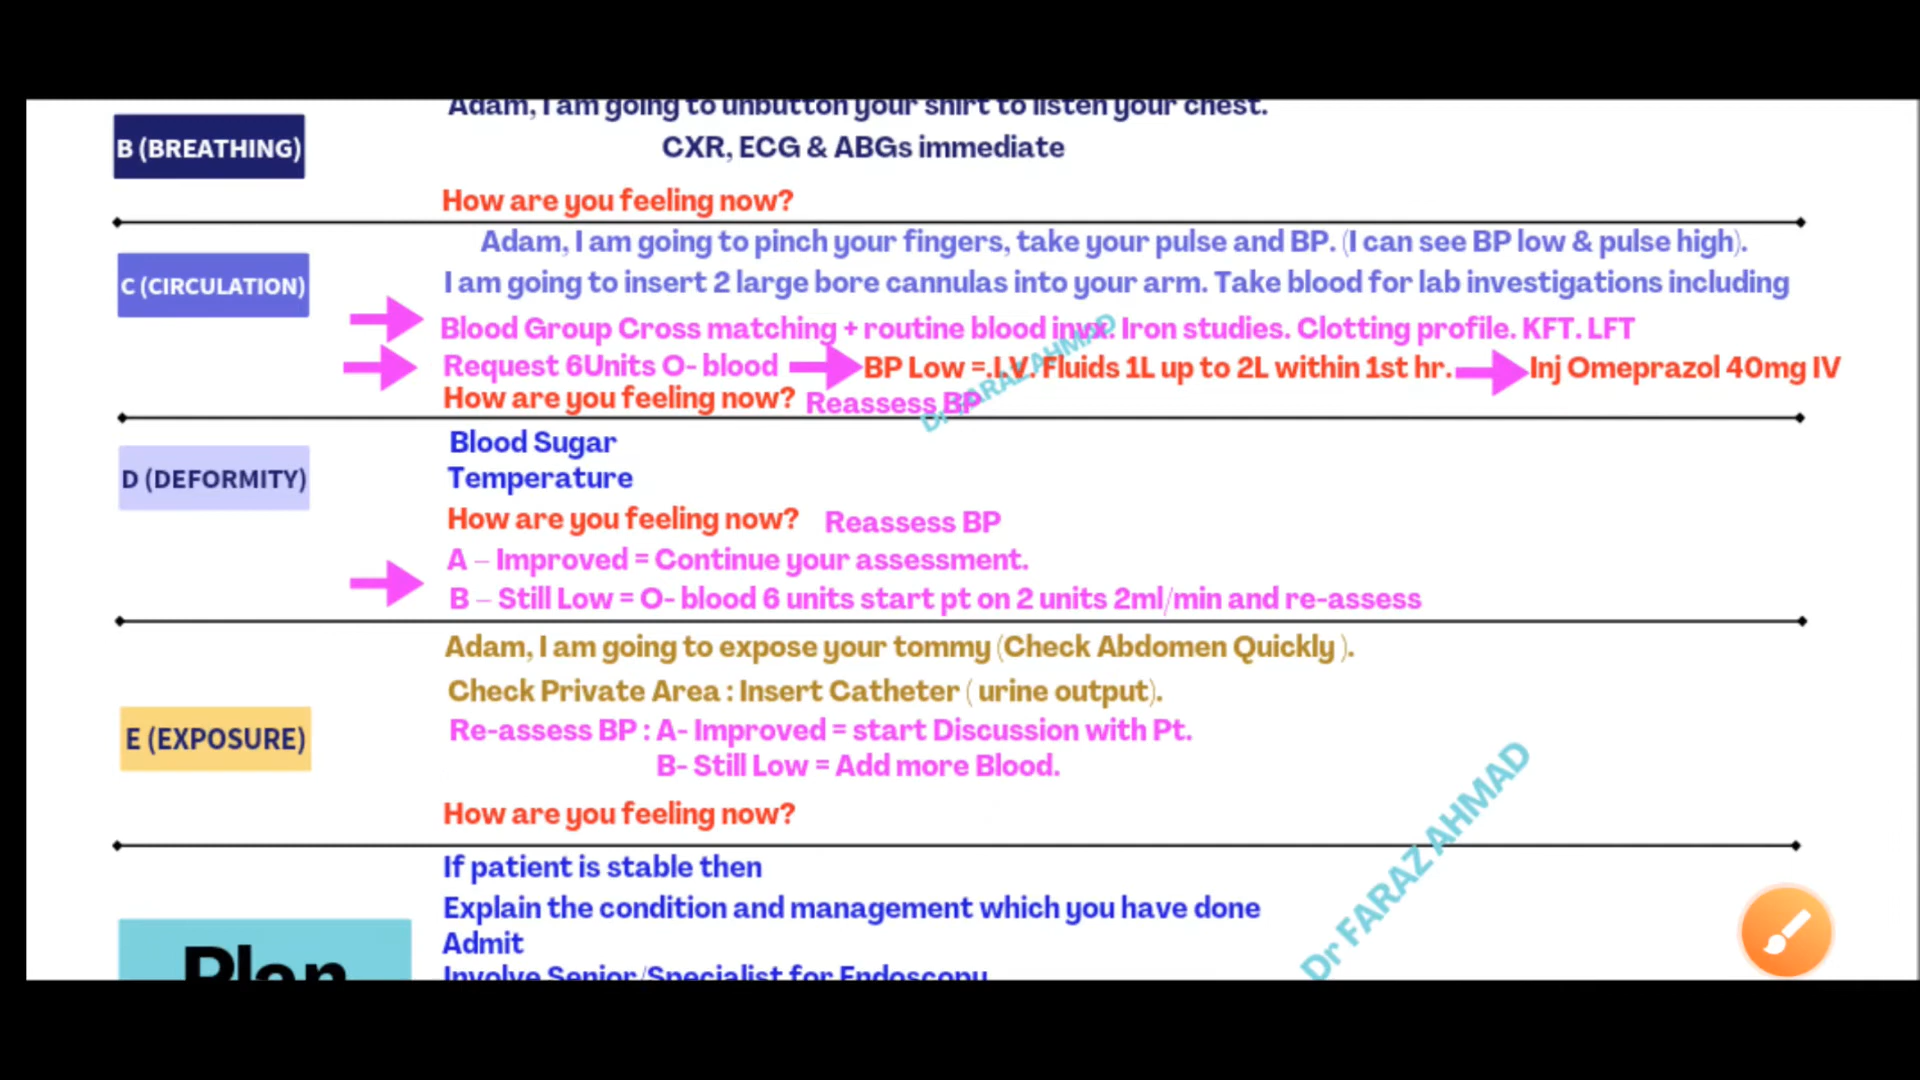 Adam, I am going to unbutton your shirt to listen your chest.
B (BREATHING)
CXR, ECG & ABGs immediate
How are you feeling now?
Adam, I am going to pinch your fingers, take your pulse and BP. (I can see BP low & pulse high).
C (CIRCULATION)
I am going to insert 2 large bore cannulas into your arm. Take blood for lab investigations including
Blood Group Cross matching + routine blood invx. Iron studies. Clotting profile. KFT. LFT
Request 6Units O- blood
BP Low =.I.V. Fluids 1L up to 2L within 1st hr.
Inj Omeprazol 40mg IV
How are you feeling now?
Reassess BP
Dr FARAZ AHMAD
Blood Sugar
D (DEFORMITY)
Temperature
How are you feeling now?
Reassess BP
A – Improved = Continue your assessment.
B – Still Low = O- blood 6 units start pt on 2 units 2ml/min and re-assess
Adam, I am going to expose your tommy (Check Abdomen Quickly ).
Check Private Area : Insert Catheter ( urine output).
E (EXPOSURE)
Re-assess BP : A- Improved = start Discussion with Pt.
B- Still Low = Add more Blood.
How are you feeling now?
Dr FARAZ AHMAD
If patient is stable then
Explain the condition and management which you have done
Admit
Plan
Involve Senior/Specialist for Endoscopy